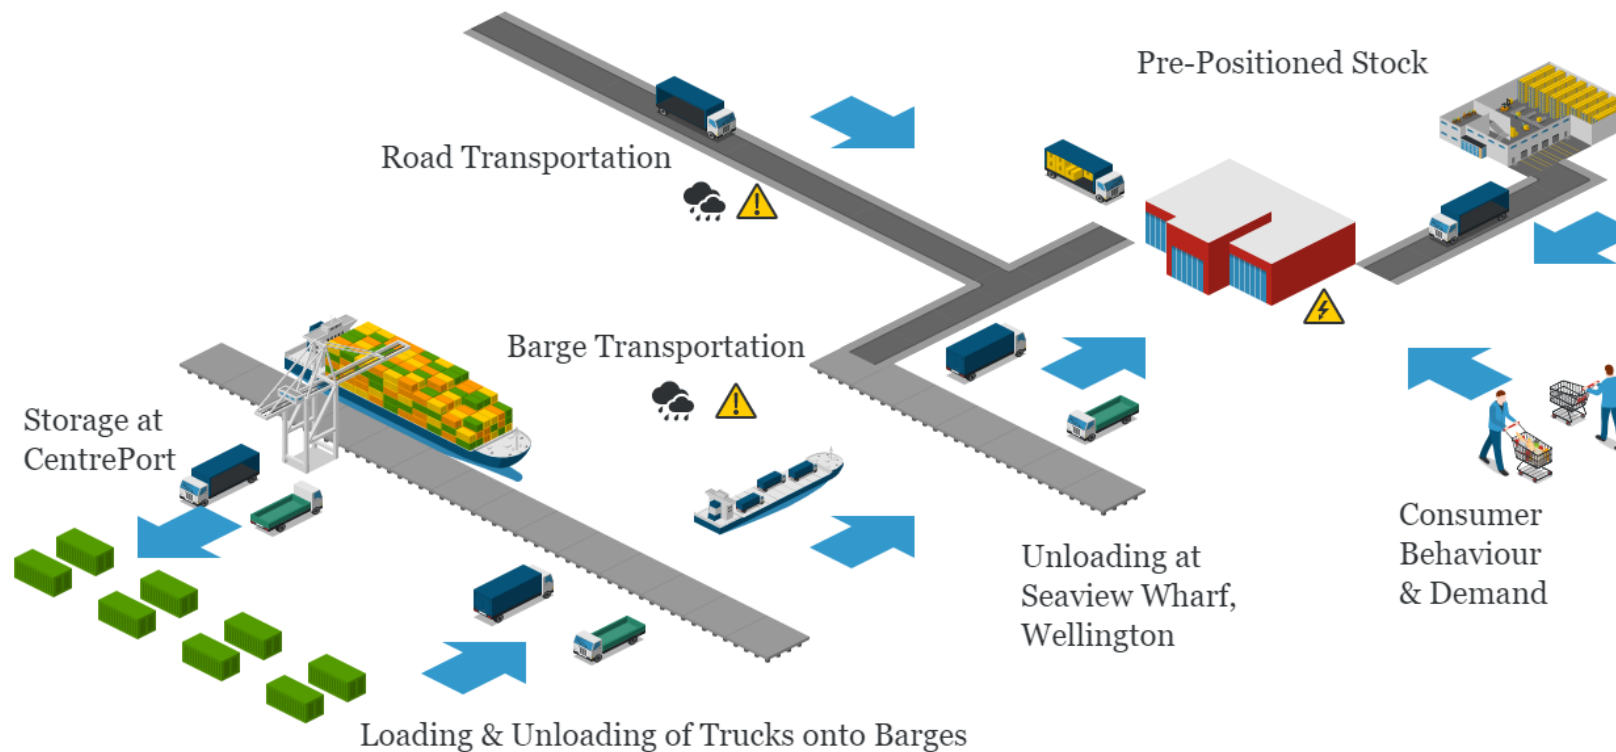 Pre-Positioned Stock
Road Transportation
Barge Transportation
Storage at
CentrePort
Unloading at
Seaview Wharf,
Wellington
Consumer
Behaviour
& Demand
Loading & Unloading of Trucks onto Barges